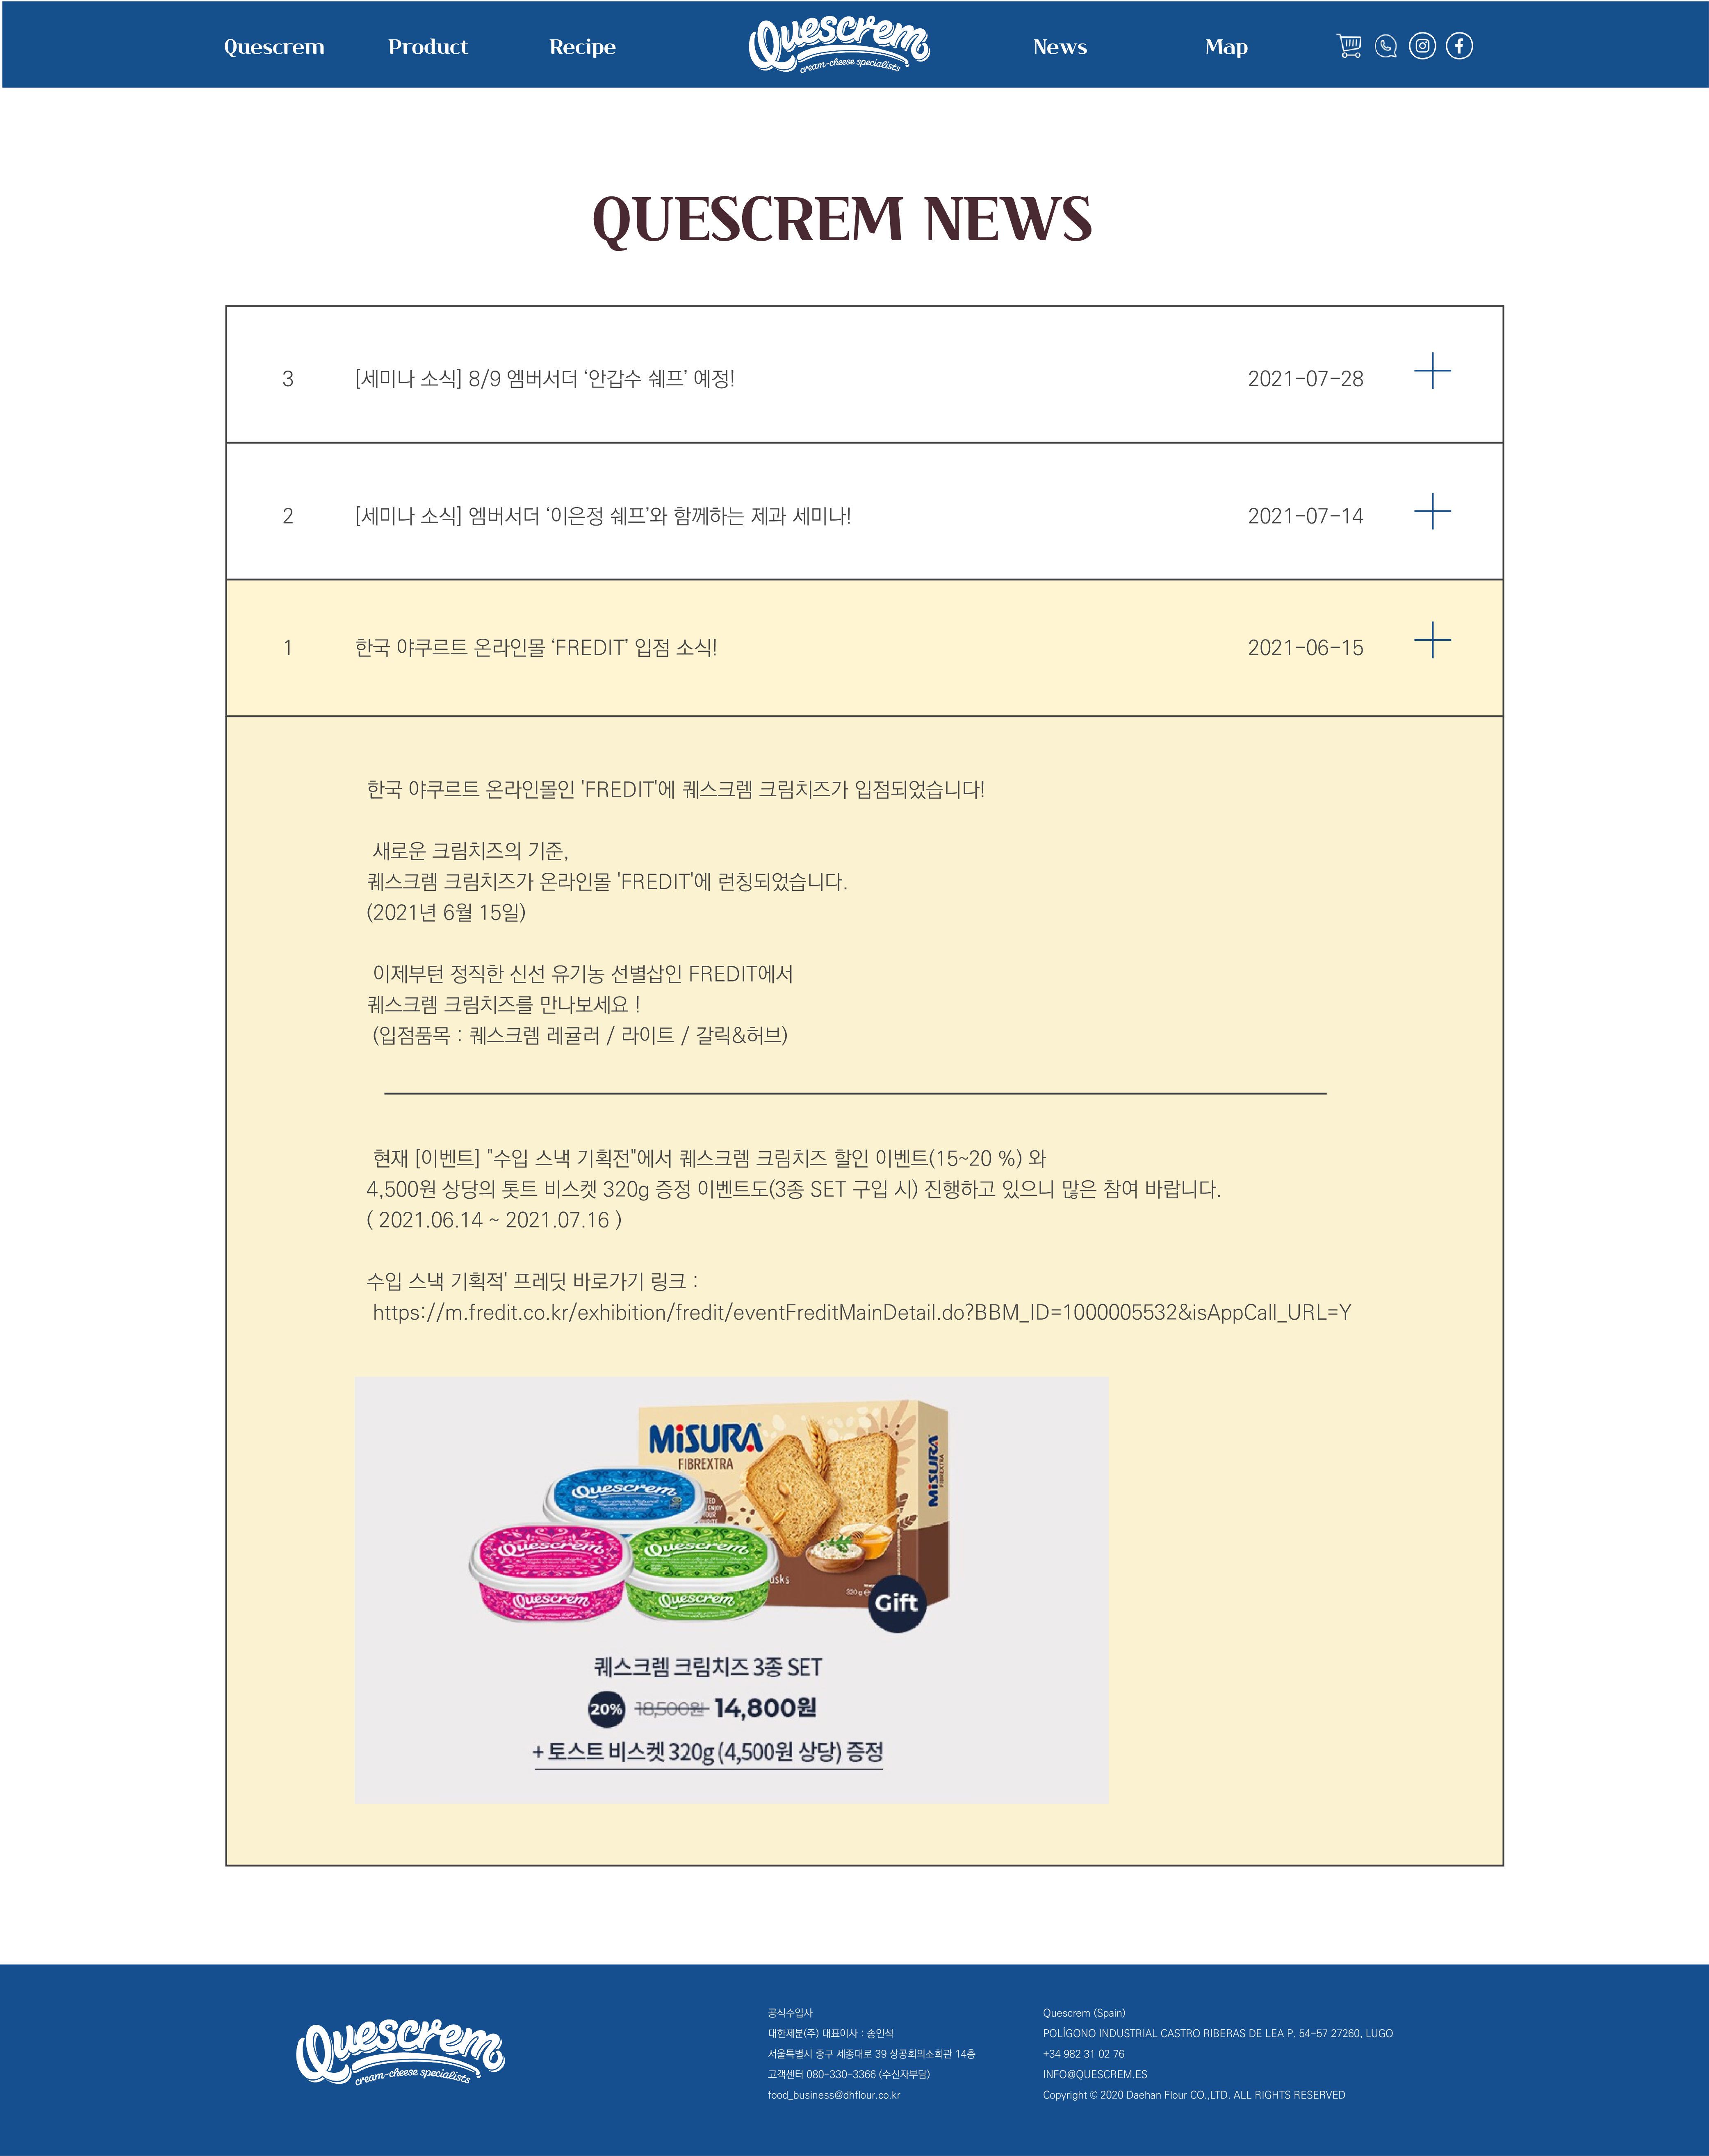 Quescrem Product Recipe Quescrem News Map
cream-cheese specialists
QUESCREM NEWS
3 [세미나 소식] 8/9 엠버서더 ‘안갑수 쉐프’ 예정! 2021-07-28
2 [세미나 소식] 엠버서더 ‘이은정 쉐프’와 함께하는 제과 세미나! 2021-07-14
1 한국 야쿠르트 온라인몰 ‘FREDIT’ 입점 소식! 2021-06-15
한국 야쿠르트 온라인몰인 'FREDIT'에 퀘스크렘 크림치즈가 입점되었습니다!
새로운 크림치즈의 기준,
퀘스크렘 크림치즈가 온라인몰 'FREDIT'에 런칭되었습니다.
(2021년 6월 15일)
이제부턴 정직한 신선 유기농 선별샵인 FREDIT에서
퀘스크렘 크림치즈를 만나보세요 !
(입점품목 : 퀘스크렘 레귤러 / 라이트 / 갈릭&허브)
현재 [이벤트] "수입 스낵 기획전"에서 퀘스크렘 크림치즈 할인 이벤트(15~20 %) 와
4,500원 상당의 톳트 비스켓 320g 증정 이벤트도(3종 SET 구입 시) 진행하고 있으니 많은 참여 바랍니다.
( 2021.06.14 ~ 2021.07.16 )
수입 스낵 기획적' 프레딧 바로가기 링크 :
https://m.fredit.co.kr/exhibition/fredit/eventFreditMainDetail.do?BBM_ID=1000005532&isAppCall_URL=Y
MiSURA
FIBREXTRA
MiSURA
FIBREXTRA
Quescrem
Quescrem
Quescrem
Quescrem
Quescrem
320 g
Gift
퀘스크렘 크림치즈 3종 SET
20% 18,500원 14,800원
+ 토스트 비스켓 320g (4,500원 상당) 증정
Quescrem
cream-cheese specialists
공식수입사
대한제분(주) 대표이사 : 송인석
서울특별시 중구 세종대로 39 상공회의소회관 14층
고객센터 080-330-3366 (수신자부담)
food_business@dhflour.co.kr
Quescrem (Spain)
POLÍGONO INDUSTRIAL CASTRO RIBERAS DE LEA P. 54-57 27260, LUGO
+34 982 31 02 76
INFO@QUESCREM.ES
Copyright © 2020 Daehan Flour CO.,LTD. ALL RIGHTS RESERVED